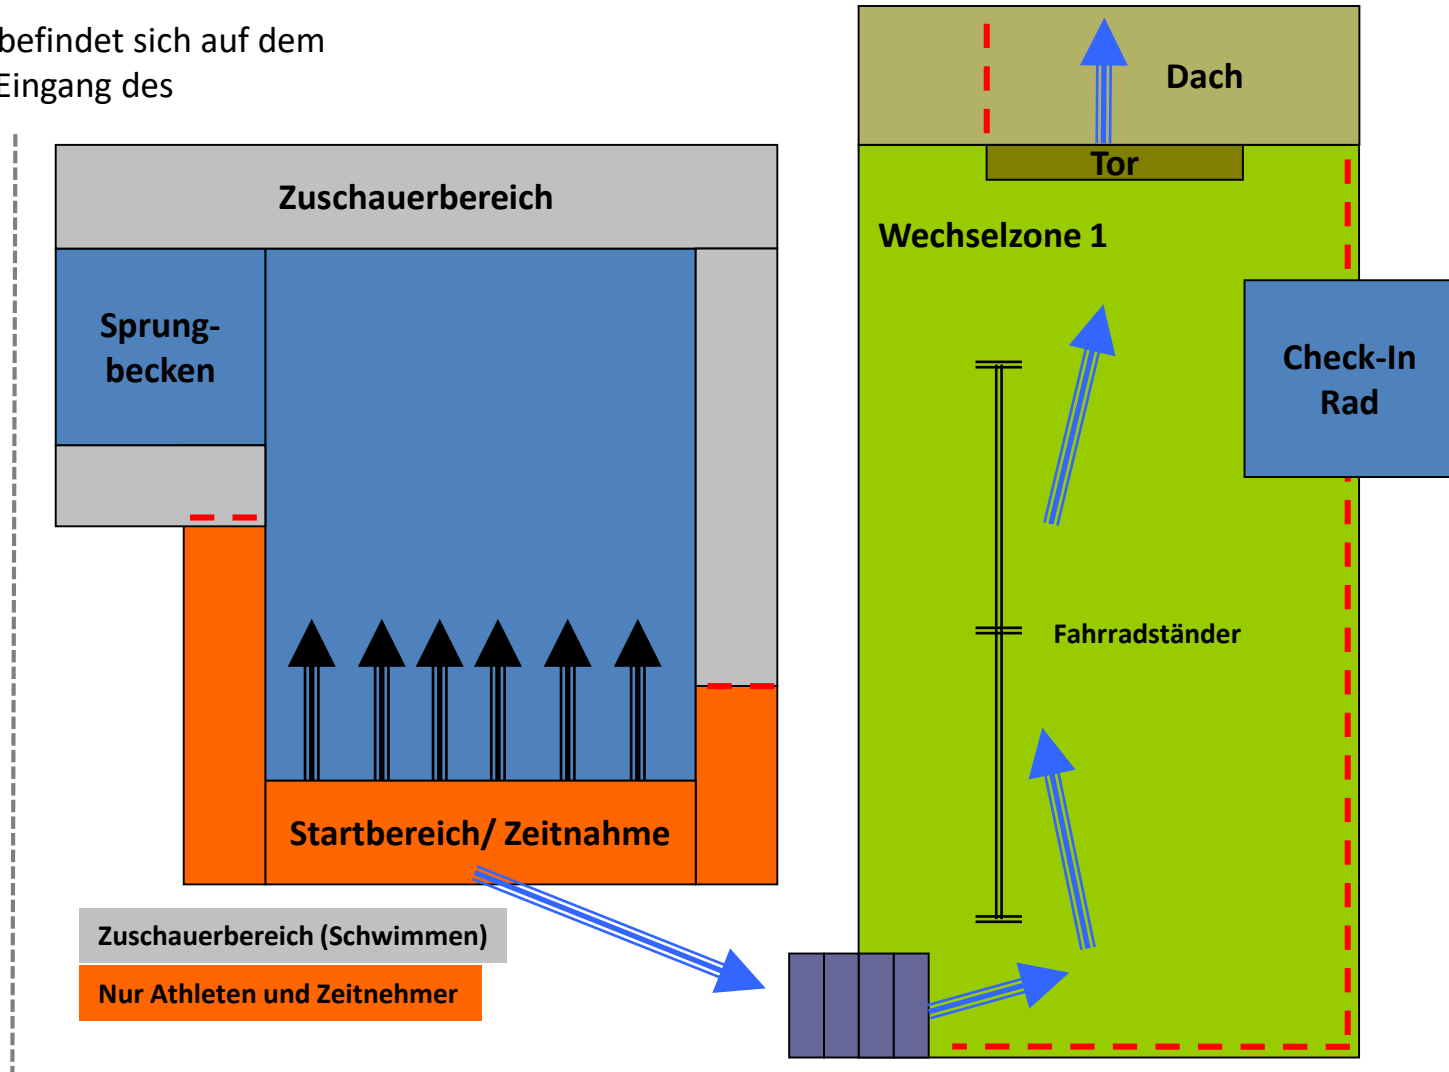 befindet sich auf dem
Eingang des
Dach
Tor
Zuschauerbereich
Wechselzone 1
Sprung-
becken
Check-In
Rad
Fahrradständer
Startbereich/ Zeitnahme
Zuschauerbereich (Schwimmen)
Nur Athleten und Zeitnehmer